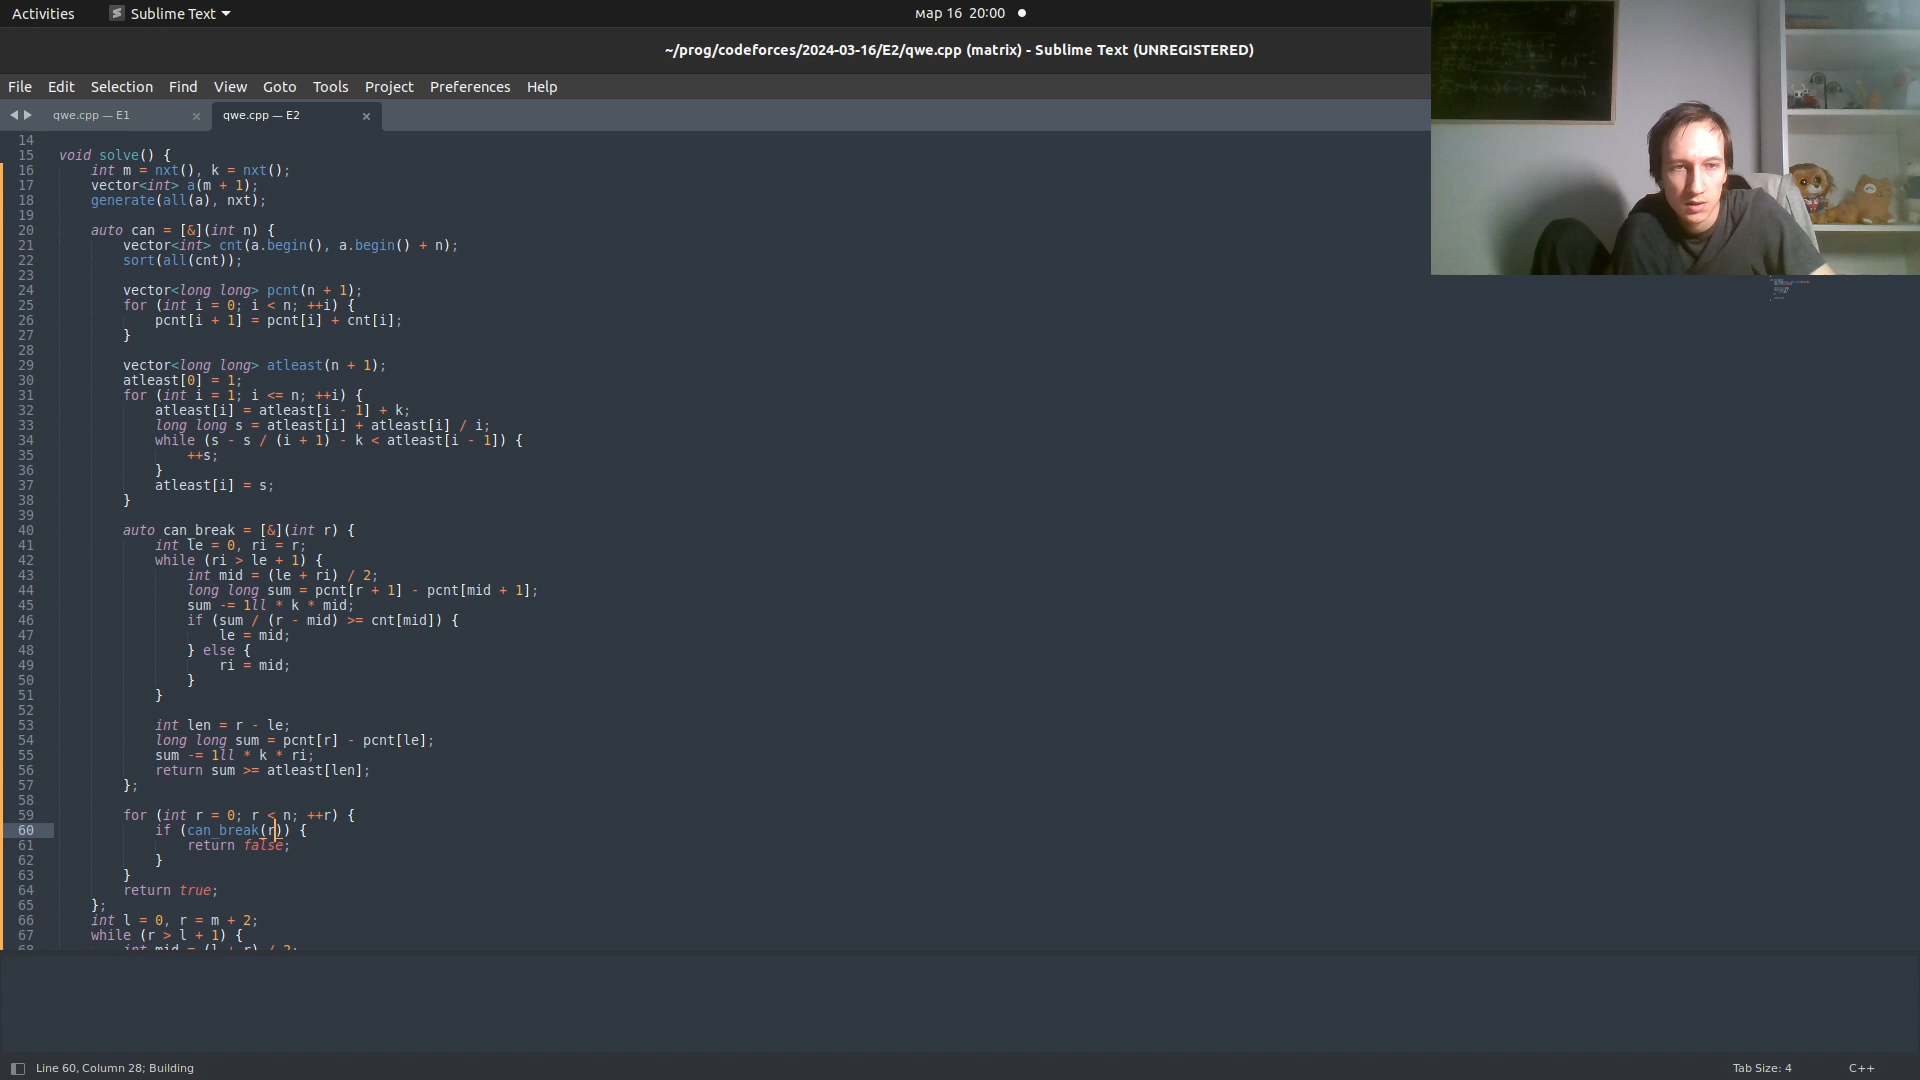 Activities
Sublime Text
мар 16 20:00
~/prog/codeforces/2024-03-16/E2/qwe.cpp (matrix) - Sublime Text (UNREGISTERED)
File Edit Selection Find View Goto Tools Project Preferences Help
qwe.cpp — E1 × qwe.cpp — E2 ×
14
15 void solve() {
16 int m = nxt(), k = nxt();
17 vector<int> a(m + 1);
18 generate(all(a), nxt);
19
20 auto can = [&](int n) {
21 vector<int> cnt(a.begin(), a.begin() + n);
22 sort(all(cnt));
23
24 vector<long long> pcnt(n + 1);
25 for (int i = 0; i < n; ++i) {
26 pcnt[i + 1] = pcnt[i] + cnt[i];
27 }
28
29 vector<long long> atleast(n + 1);
30 atleast[0] = 1;
31 for (int i = 1; i <= n; ++i) {
32 atleast[i] = atleast[i - 1] + k;
33 long long s = atleast[i] + atleast[i] / i;
34 while (s - s / (i + 1) - k < atleast[i - 1]) {
35 ++s;
36 }
37 atleast[i] = s;
38 }
39
40 auto can_break = [&](int r) {
41 int le = 0, ri = r;
42 while (ri > le + 1) {
43 int mid = (le + ri) / 2;
44 long long sum = pcnt[r + 1] - pcnt[mid + 1];
45 sum -= 1ll * k * mid;
46 if (sum / (r - mid) >= cnt[mid]) {
47 le = mid;
48 } else {
49 ri = mid;
50 }
51 }
52
53 int len = r - le;
54 long long sum = pcnt[r] - pcnt[le];
55 sum -= 1ll * k * ri;
56 return sum >= atleast[len];
57 };
58
59 for (int r = 0; r < n; ++r) {
60 if (can_break(r)) {
61 return false;
62 }
63 }
64 return true;
65 };
66 int l = 0, r = m + 2;
67 while (r > l + 1) {
68 int mid = (l + r) / 2;
Line 60, Column 28; Building
Tab Size: 4
C++